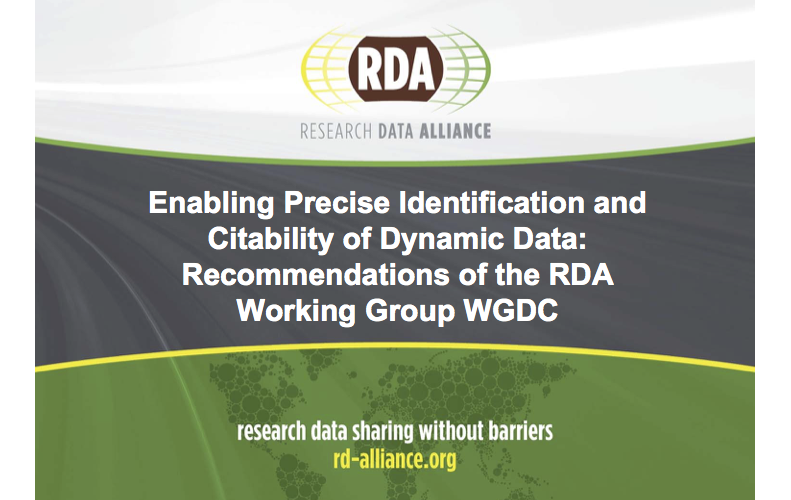 RDA
RESEARCH DATA ALLIANCE
Enabling Precise Identification and
Citability of Dynamic Data:
Recommendations of the RDA
Working Group WGDC
research data sharing without barriers
rd-alliance.org